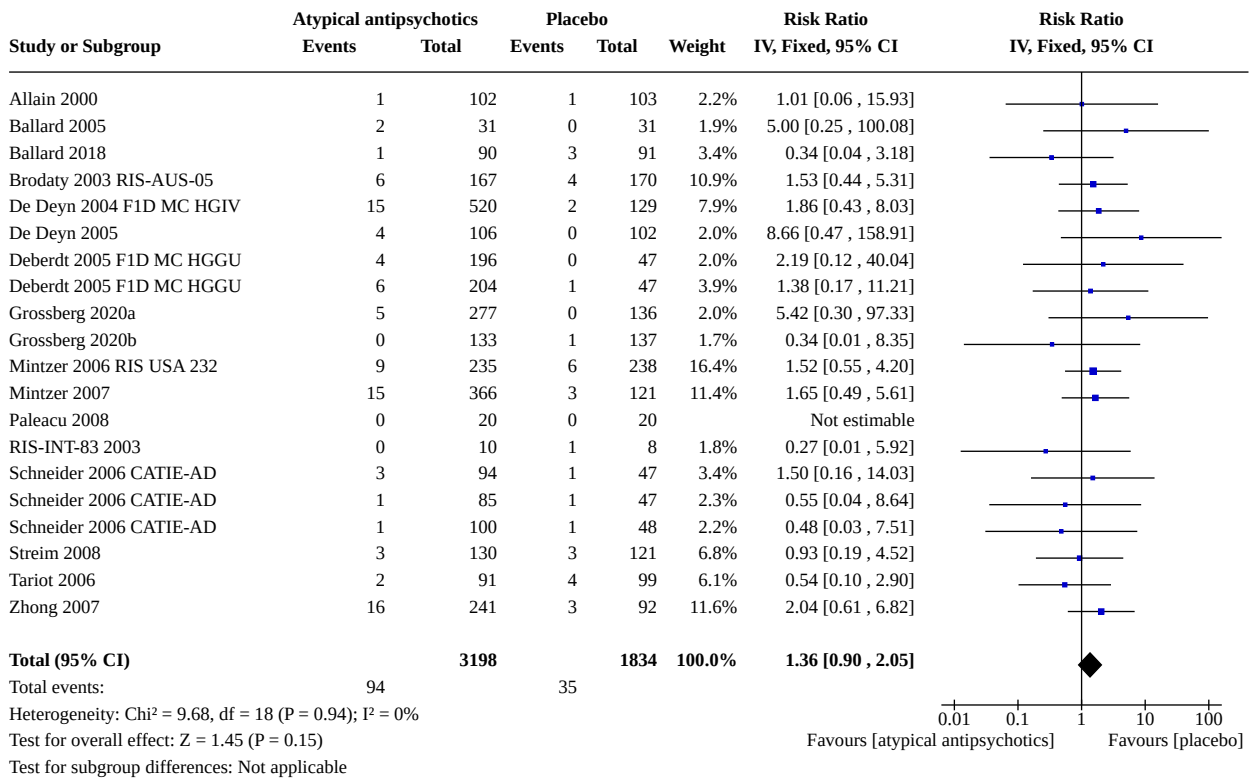 Atypical antipsychotics Placebo Risk Ratio Risk Ratio
Study or Subgroup Events Total Events Total Weight IV, Fixed, 95% CI IV, Fixed, 95% CI
Allain 2000 1 102 1 103 2.2% 1.01 [0.06 , 15.93]
Ballard 2005 2 31 0 31 1.9% 5.00 [0.25 , 100.08]
Ballard 2018 1 90 3 91 3.4% 0.34 [0.04 , 3.18]
Brodaty 2003 RIS-AUS-05 6 167 4 170 10.9% 1.53 [0.44 , 5.31]
De Deyn 2004 F1D MC HGIV 15 520 2 129 7.9% 1.86 [0.43 , 8.03]
De Deyn 2005 4 106 0 102 2.0% 8.66 [0.47 , 158.91]
Deberdt 2005 F1D MC HGGU 4 196 0 47 2.0% 2.19 [0.12 , 40.04]
Deberdt 2005 F1D MC HGGU 6 204 1 47 3.9% 1.38 [0.17 , 11.21]
Grossberg 2020a 5 277 0 136 2.0% 5.42 [0.30 , 97.33]
Grossberg 2020b 0 133 1 137 1.7% 0.34 [0.01 , 8.35]
Mintzer 2006 RIS USA 232 9 235 6 238 16.4% 1.52 [0.55 , 4.20]
Mintzer 2007 15 366 3 121 11.4% 1.65 [0.49 , 5.61]
Paleacu 2008 0 20 0 20 Not estimable
RIS-INT-83 2003 0 10 1 8 1.8% 0.27 [0.01 , 5.92]
Schneider 2006 CATIE-AD 3 94 1 47 3.4% 1.50 [0.16 , 14.03]
Schneider 2006 CATIE-AD 1 85 1 47 2.3% 0.55 [0.04 , 8.64]
Schneider 2006 CATIE-AD 1 100 1 48 2.2% 0.48 [0.03 , 7.51]
Streim 2008 3 130 3 121 6.8% 0.93 [0.19 , 4.52]
Tariot 2006 2 91 4 99 6.1% 0.54 [0.10 , 2.90]
Zhong 2007 16 241 3 92 11.6% 2.04 [0.61 , 6.82]
Total (95% CI) 3198 1834 100.0% 1.36 [0.90 , 2.05]
Total events: 94 35
Heterogeneity: Chi² = 9.68, df = 18 (P = 0.94); I² = 0%
0.01 0.1 1 10 100
Test for overall effect: Z = 1.45 (P = 0.15) Favours [atypical antipsychotics] Favours [placebo]
Test for subgroup differences: Not applicable